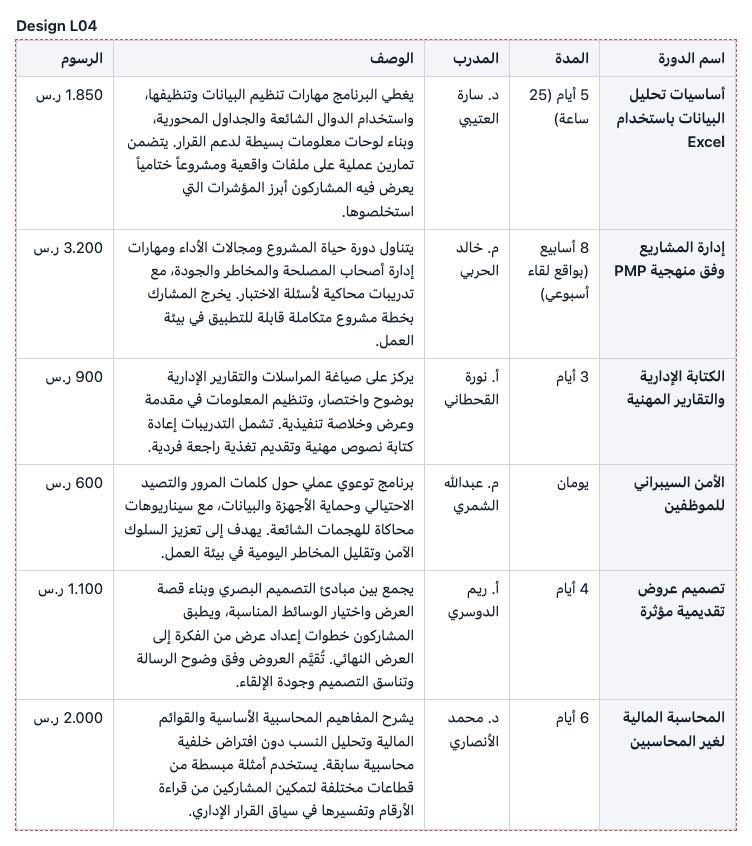 Design L04
اسم الدورة المدة المدرب الوصف الرسوم
أساسيات تحليل
البيانات باستخدام
Excel
5 أيام (25
ساعة)
د. سارة
العتيبي
يغطي البرنامج مهارات تنظيم البيانات وتنظيفها،
واستخدام الدوال الشائعة والجداول المحورية،
وبناء لوحات معلومات بسيطة لدعم القرار. يتضمن
تمارين عملية على ملفات واقعية ومشروعاً ختامياً
يعرض فيه المشاركون أبرز المؤشرات التي
استخلصوها.
1.850 ر.س
إدارة المشاريع
وفق منهجية PMP
8 أسابيع
(بواقع لقاء
أسبوعي)
م. خالد
الحربي
يتناول دورة حياة المشروع ومجالات الأداء ومهارات
إدارة أصحاب المصلحة والمخاطر والجودة، مع
تدريبات محاكية لأسئلة الاختبار. يخرج المشارك
بخطة مشروع متكاملة قابلة للتطبيق في بيئة
العمل.
3.200 ر.س
الكتابة الإدارية
والتقارير المهنية
3 أيام
أ. نورة
القحطاني
يركز على صياغة المراسلات والتقارير الإدارية
بوضوح واختصار، وتنظيم المعلومات في مقدمة
وعرض وخلاصة تنفيذية. تشمل التدريبات إعادة
كتابة نصوص مهنية وتقديم تغذية راجعة فردية.
900 ر.س
الأمن السيبراني
للموظفين
يومان
م. عبدالله
الشمري
برنامج توعوي عملي حول كلمات المرور والتصيد
الاحتيالي وحماية الأجهزة والبيانات، مع سيناريوهات
محاكاة للهجمات الشائعة. يهدف إلى تعزيز السلوك
الآمن وتقليل المخاطر اليومية في بيئة العمل.
600 ر.س
تصميم عروض
تقديمية مؤثرة
4 أيام
أ. ريم
الدوسري
يجمع بين مبادئ التصميم البصري وبناء قصة
العرض واختيار الوسائط المناسبة، ويطبق
المشاركون خطوات إعداد عرض من الفكرة إلى
العرض النهائي. تُقيَّم العروض وفق وضوح الرسالة
وتناسق التصميم وجودة الإلقاء.
1.100 ر.س
المحاسبة المالية
لغير المحاسبين
6 أيام
د. محمد
الأنصاري
يشرح المفاهيم المحاسبية الأساسية والقوائم
المالية وتحليل النسب دون افتراض خلفية
محاسبية سابقة. يستخدم أمثلة مبسطة من
قطاعات مختلفة لتمكين المشاركين من قراءة
الأرقام وتفسيرها في سياق القرار الإداري.
2.000 ر.س